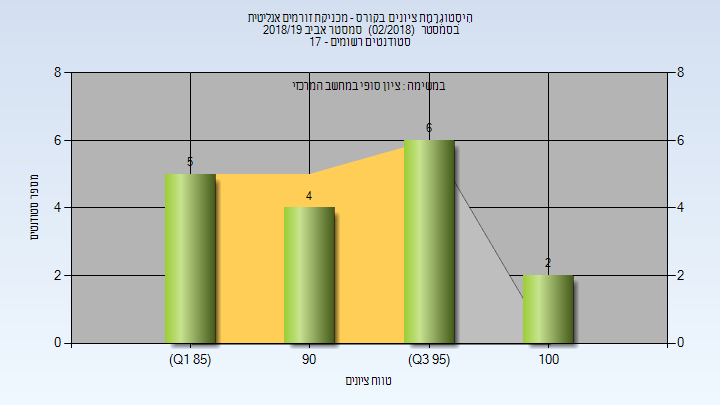 היסטוגרמת ציונים בקורס - מכניקת זורמים אנליטית
בסמסטר (02/2018) סמסטר אביב 2018/19
סטודנטים רשומים - 17
במשימה : ציון סופי במחשב המרכזי
8 8
6 6
4 4
2 2
0 0
5 4 6 2
מספר סטודנטים
(Q1 85) 90 (Q3 95) 100
טווח ציונים